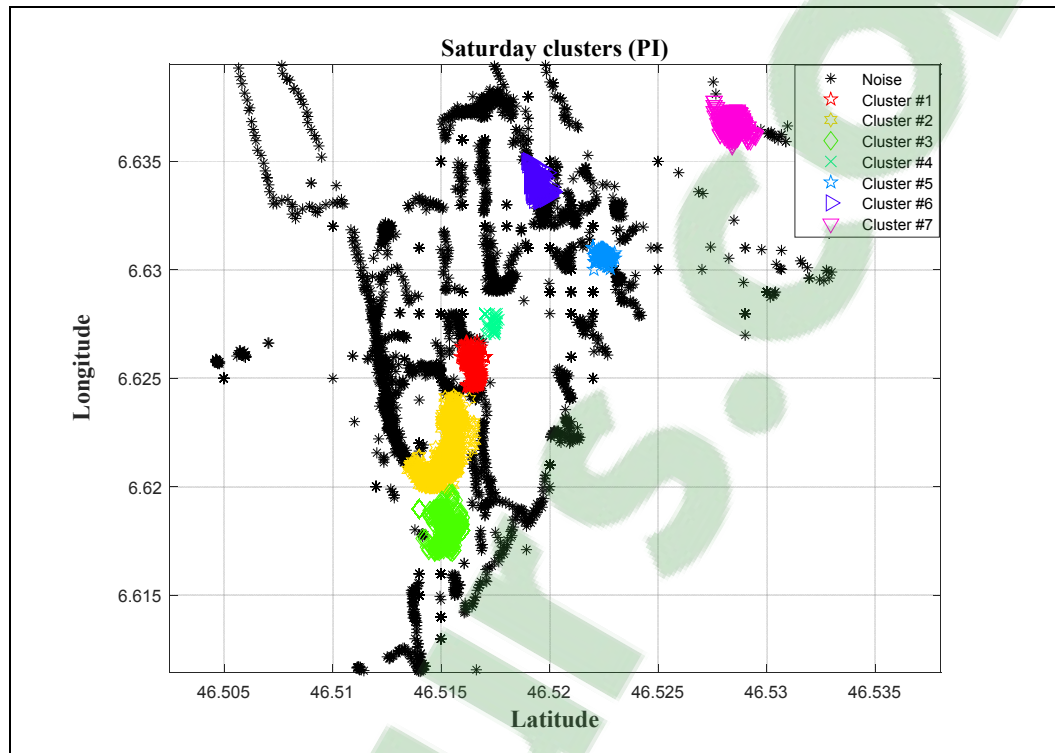 Saturday clusters (PI)
Noise
Cluster #1
Cluster #2
Cluster #3
Cluster #4
Cluster #5
Cluster #6
Cluster #7
6.635
6.63
6.625
6.62
6.615
Longitude
46.505
46.51
46.515
46.52
46.525
46.53
46.535
Latitude
urs.co